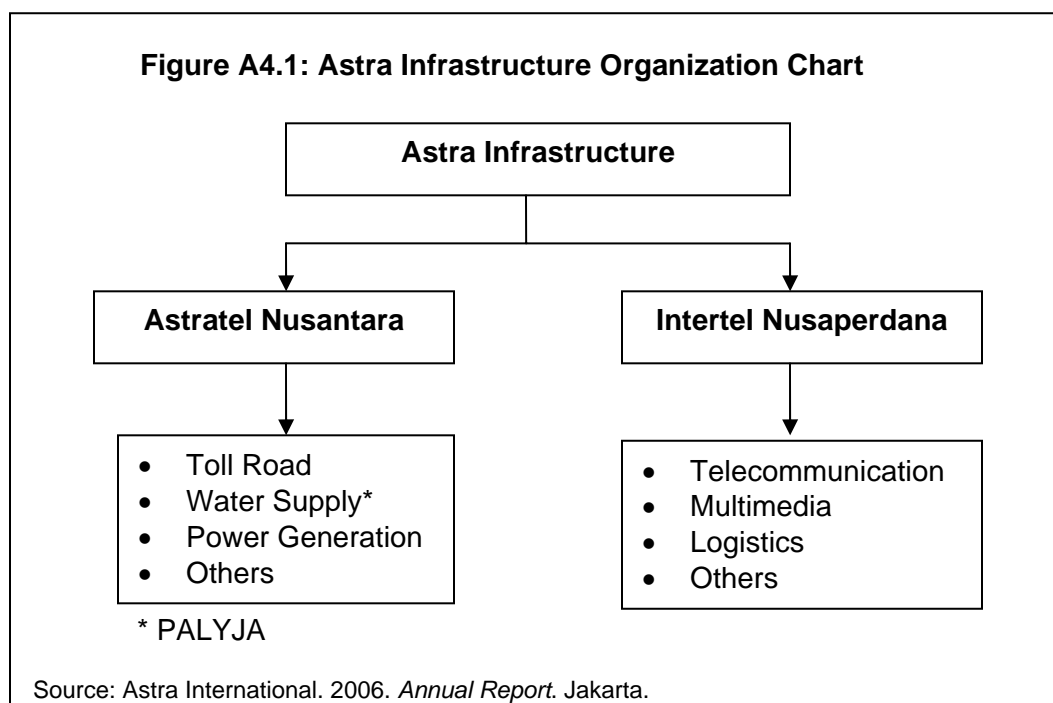 Figure A4.1: Astra Infrastructure Organization Chart
Astra Infrastructure
Astratel Nusantara
Intertel Nusaperdana
• Toll Road
• Water Supply*
• Power Generation
• Others
• Telecommunication
• Multimedia
• Logistics
• Others
* PALYJA
Source: Astra International. 2006. Annual Report. Jakarta.